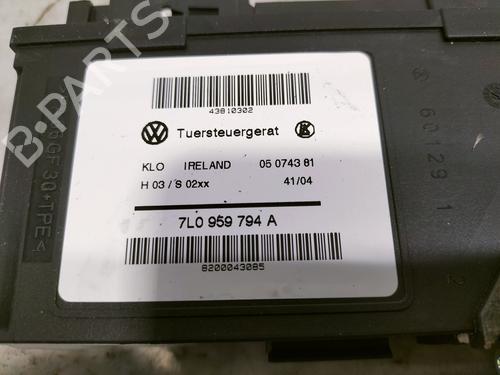 43810302
Tuersteuergerat
KLO IRELAND 05 0743 81
H 03 / S 02xx 41/04
7L0 959 794 A
8200043085
GF30+TPE<
60129 1
B-PARTS